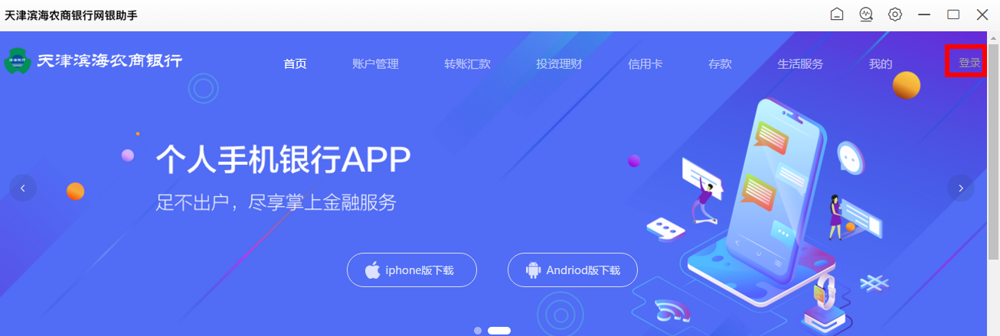 天津滨海农商银行网银助手
滨海银行
天津滨海农商银行
首页 账户管理 转账汇款 投资理财 信用卡 存款 生活服务 我的 登录
个人手机银行APP
足不出户，尽享掌上金融服务
iphone版下载 Andriod版下载